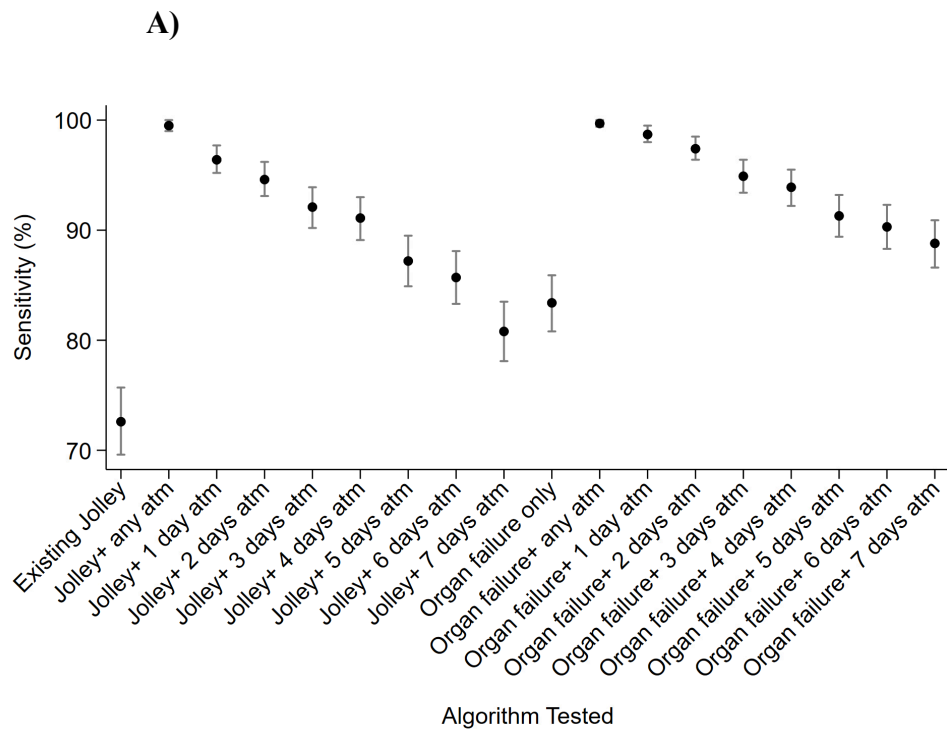 A)
100
90
80
70
Sensitivity (%)
Existing Jolley
Jolley+ any atm
Jolley+ 1 day atm
Jolley+ 2 days atm
Jolley+ 3 days atm
Jolley+ 4 days atm
Jolley+ 5 days atm
Jolley+ 6 days atm
Jolley+ 7 days atm
Organ failure only
Organ failure+ any atm
Organ failure+ 1 day atm
Organ failure+ 2 days atm
Organ failure+ 3 days atm
Organ failure+ 4 days atm
Organ failure+ 5 days atm
Organ failure+ 6 days atm
Organ failure+ 7 days atm
Algorithm Tested